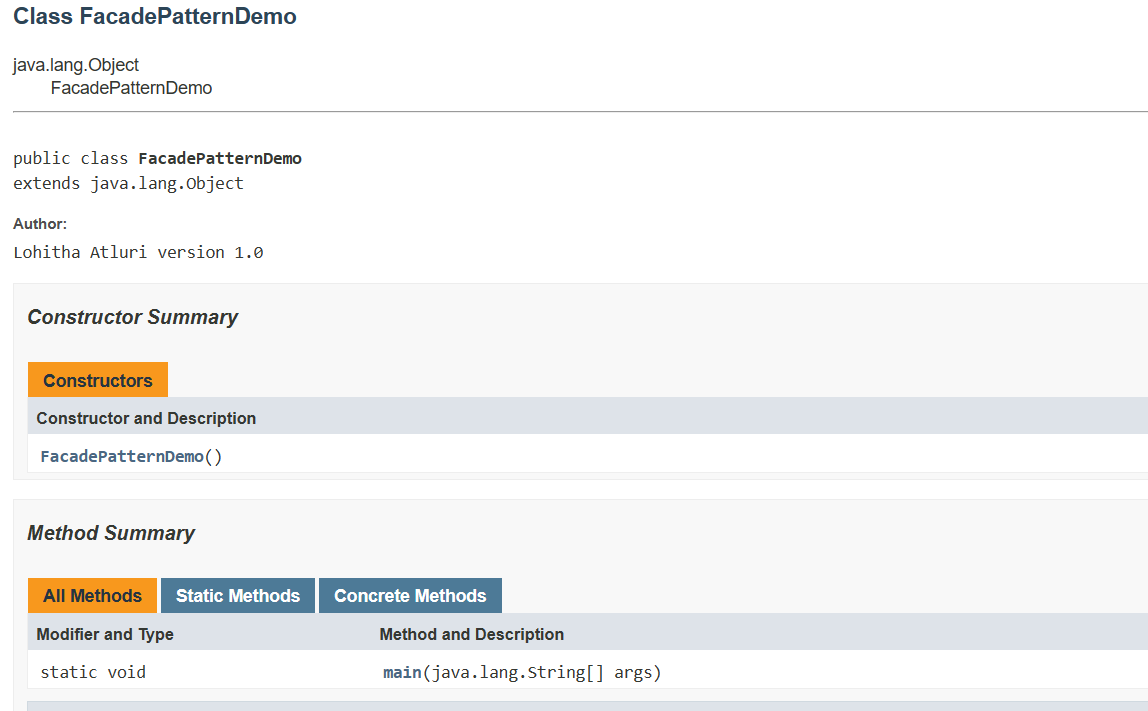 Class FacadePatternDemo
java.lang.Object
FacadePatternDemo
public class FacadePatternDemo
extends java.lang.Object
Author:
Lohitha Atluri version 1.0
Constructor Summary
Constructors
Constructor and Description
FacadePatternDemo()
Method Summary
All Methods Static Methods Concrete Methods
Modifier and Type Method and Description
static void main(java.lang.String[] args)